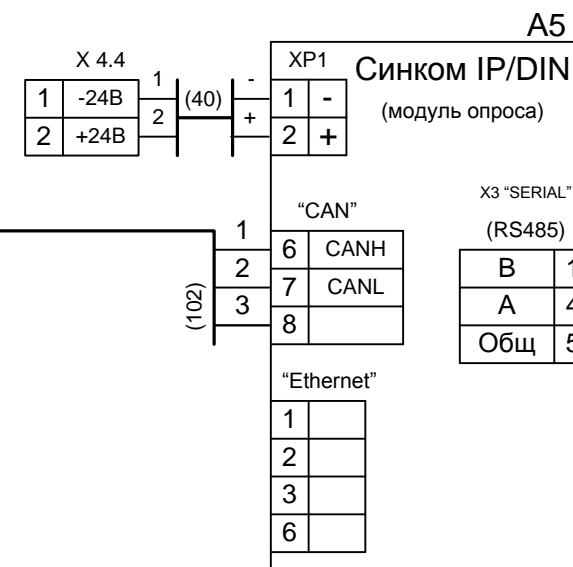 A5
X 4.4
1
2
1 -24В
2 +24В
(40)
-
+
XP1
1 -
2 +
Синком IP/DIN
(модуль опроса)
“CAN”
1
2
3
(102)
6 CANH
7 CANL
8
X3 “SERIAL”
(RS485)
B 1
A 4
Общ 5
“Ethernet”
1
2
3
6